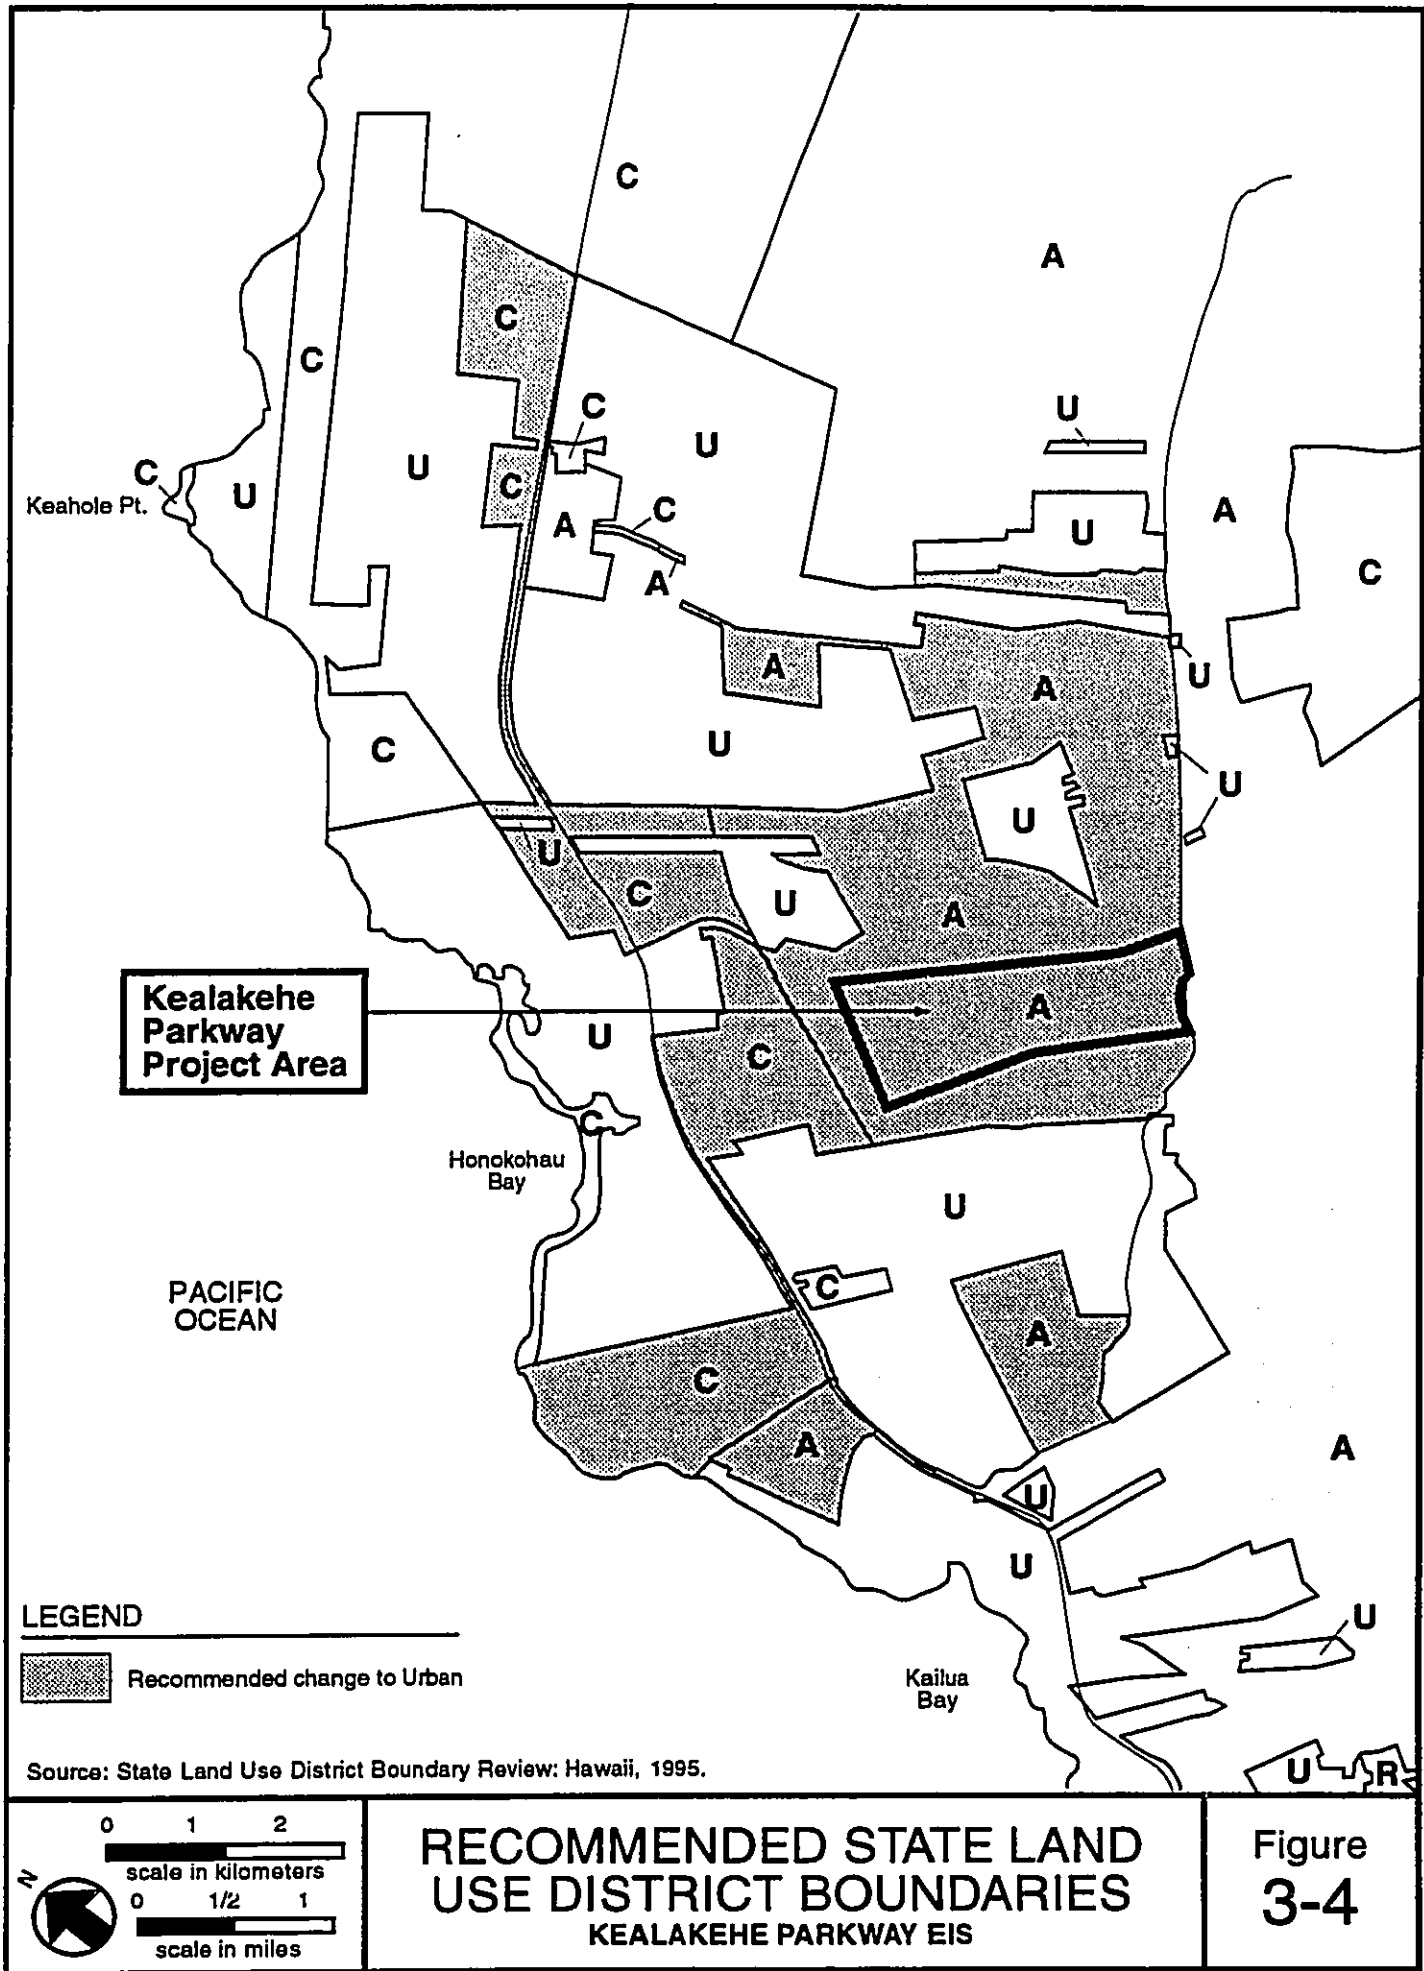 C
A
C
C
U
C
U
C
U
C
Keahole Pt.
U
C
A
C
U
A
C
A
A
A
U
C
U
U
U
U
C
U
A
Kealakehe
Parkway
Project Area
A
U
C
C
Honokohau
Bay
U
PACIFIC
OCEAN
C
A
C
A
A
U
U
LEGEND
Recommended change to Urban
U
Kailua
Bay
Source: State Land Use District Boundary Review: Hawaii, 1995.
U
R
0 1 2
scale in kilometers
N
0 1/2 1
scale in miles
RECOMMENDED STATE LAND
USE DISTRICT BOUNDARIES
KEALAKEHE PARKWAY EIS
Figure
3-4